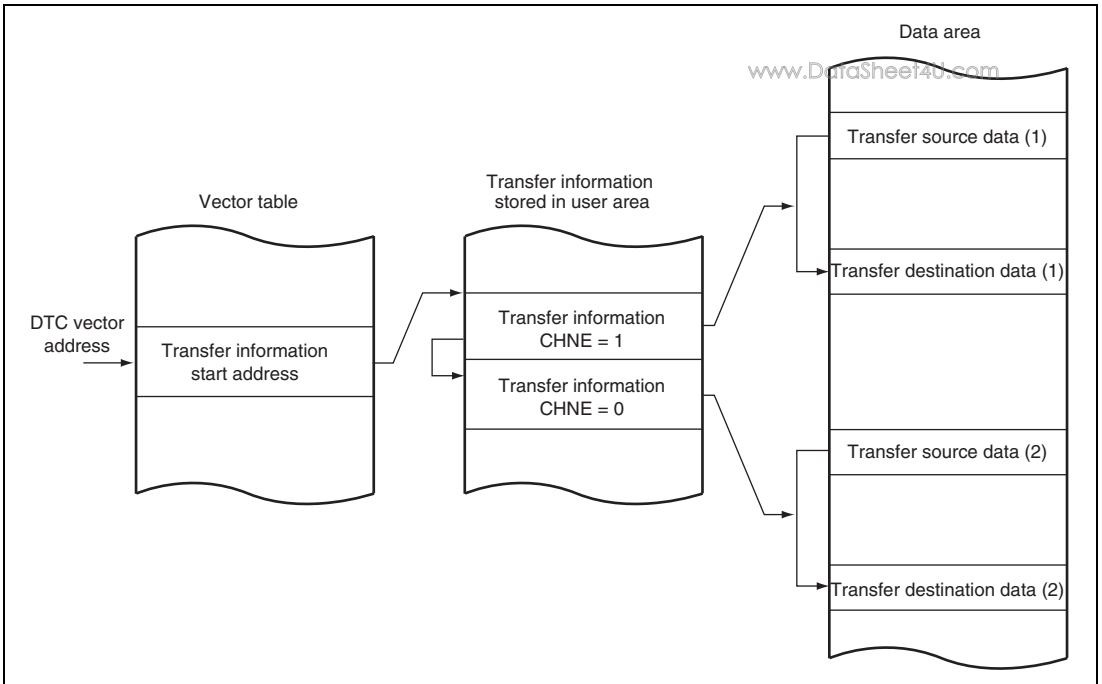 Data area
www.DataSheet4U.com
Transfer source data (1)
Transfer information
stored in user area
Vector table
Transfer destination data (1)
DTC vector
address
Transfer information
CHNE = 1
Transfer information
start address
Transfer information
CHNE = 0
Transfer source data (2)
Transfer destination data (2)